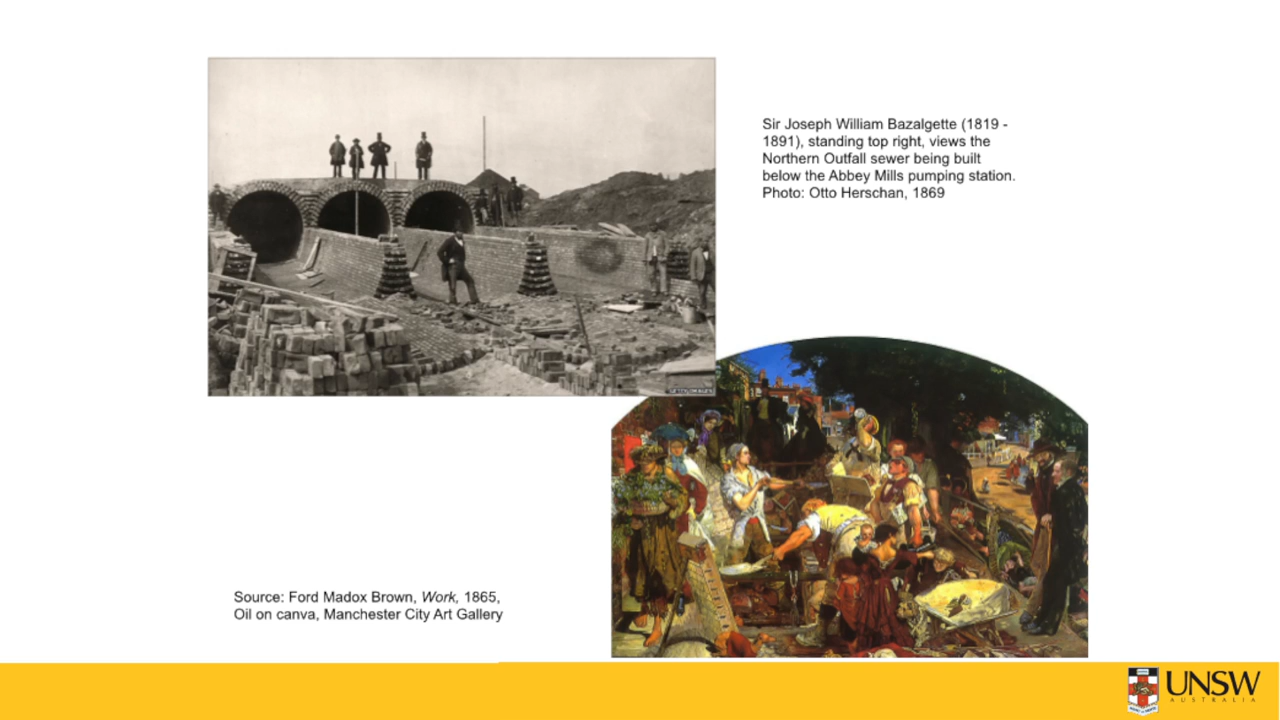 Sir Joseph William Bazalgette (1819 -
1891), standing top right, views the
Northern Outfall sewer being built
below the Abbey Mills pumping station.
Photo: Otto Herschan, 1869
Source: Ford Madox Brown, Work, 1865,
Oil on canva, Manchester City Art Gallery
UNSW
AUSTRALIA